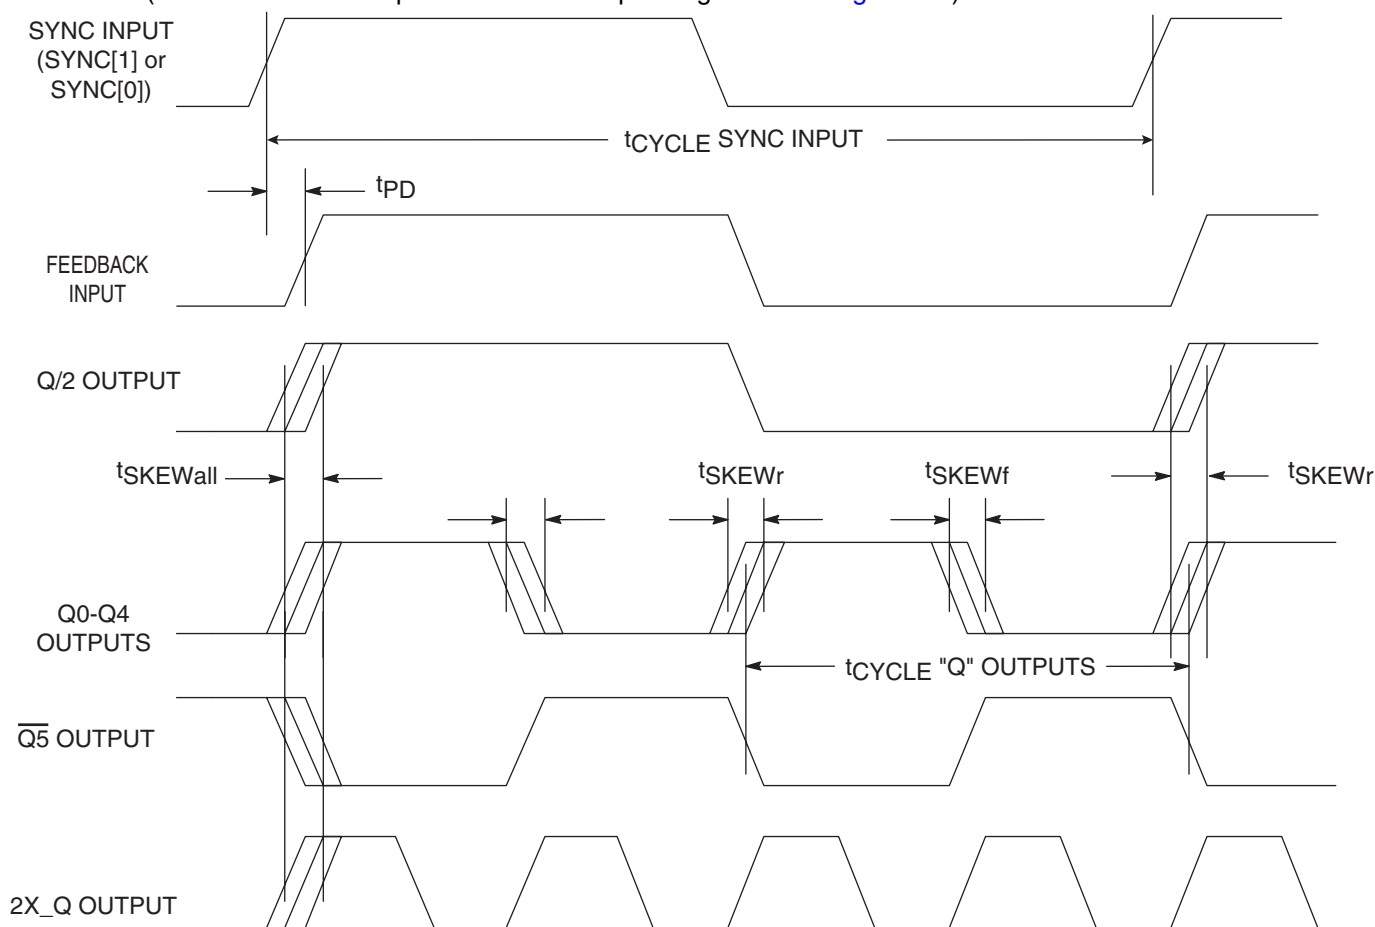 SYNC INPUT
(SYNC[1] or
SYNC[0])
tCYCLE SYNC INPUT
tPD
FEEDBACK
INPUT
Q/2 OUTPUT
tSKEWall
tSKEWr
tSKEWf
tSKEWr
Q0-Q4
OUTPUTS
tCYCLE "Q" OUTPUTS
Q5 OUTPUT
2X_Q OUTPUT